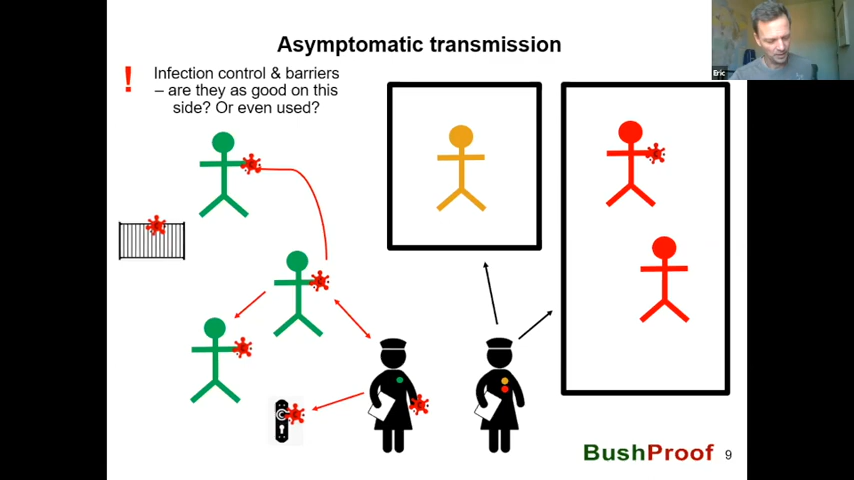 Asymptomatic transmission
! Infection control & barriers
– are they as good on this
side? Or even used?
Eric
BushProof
9